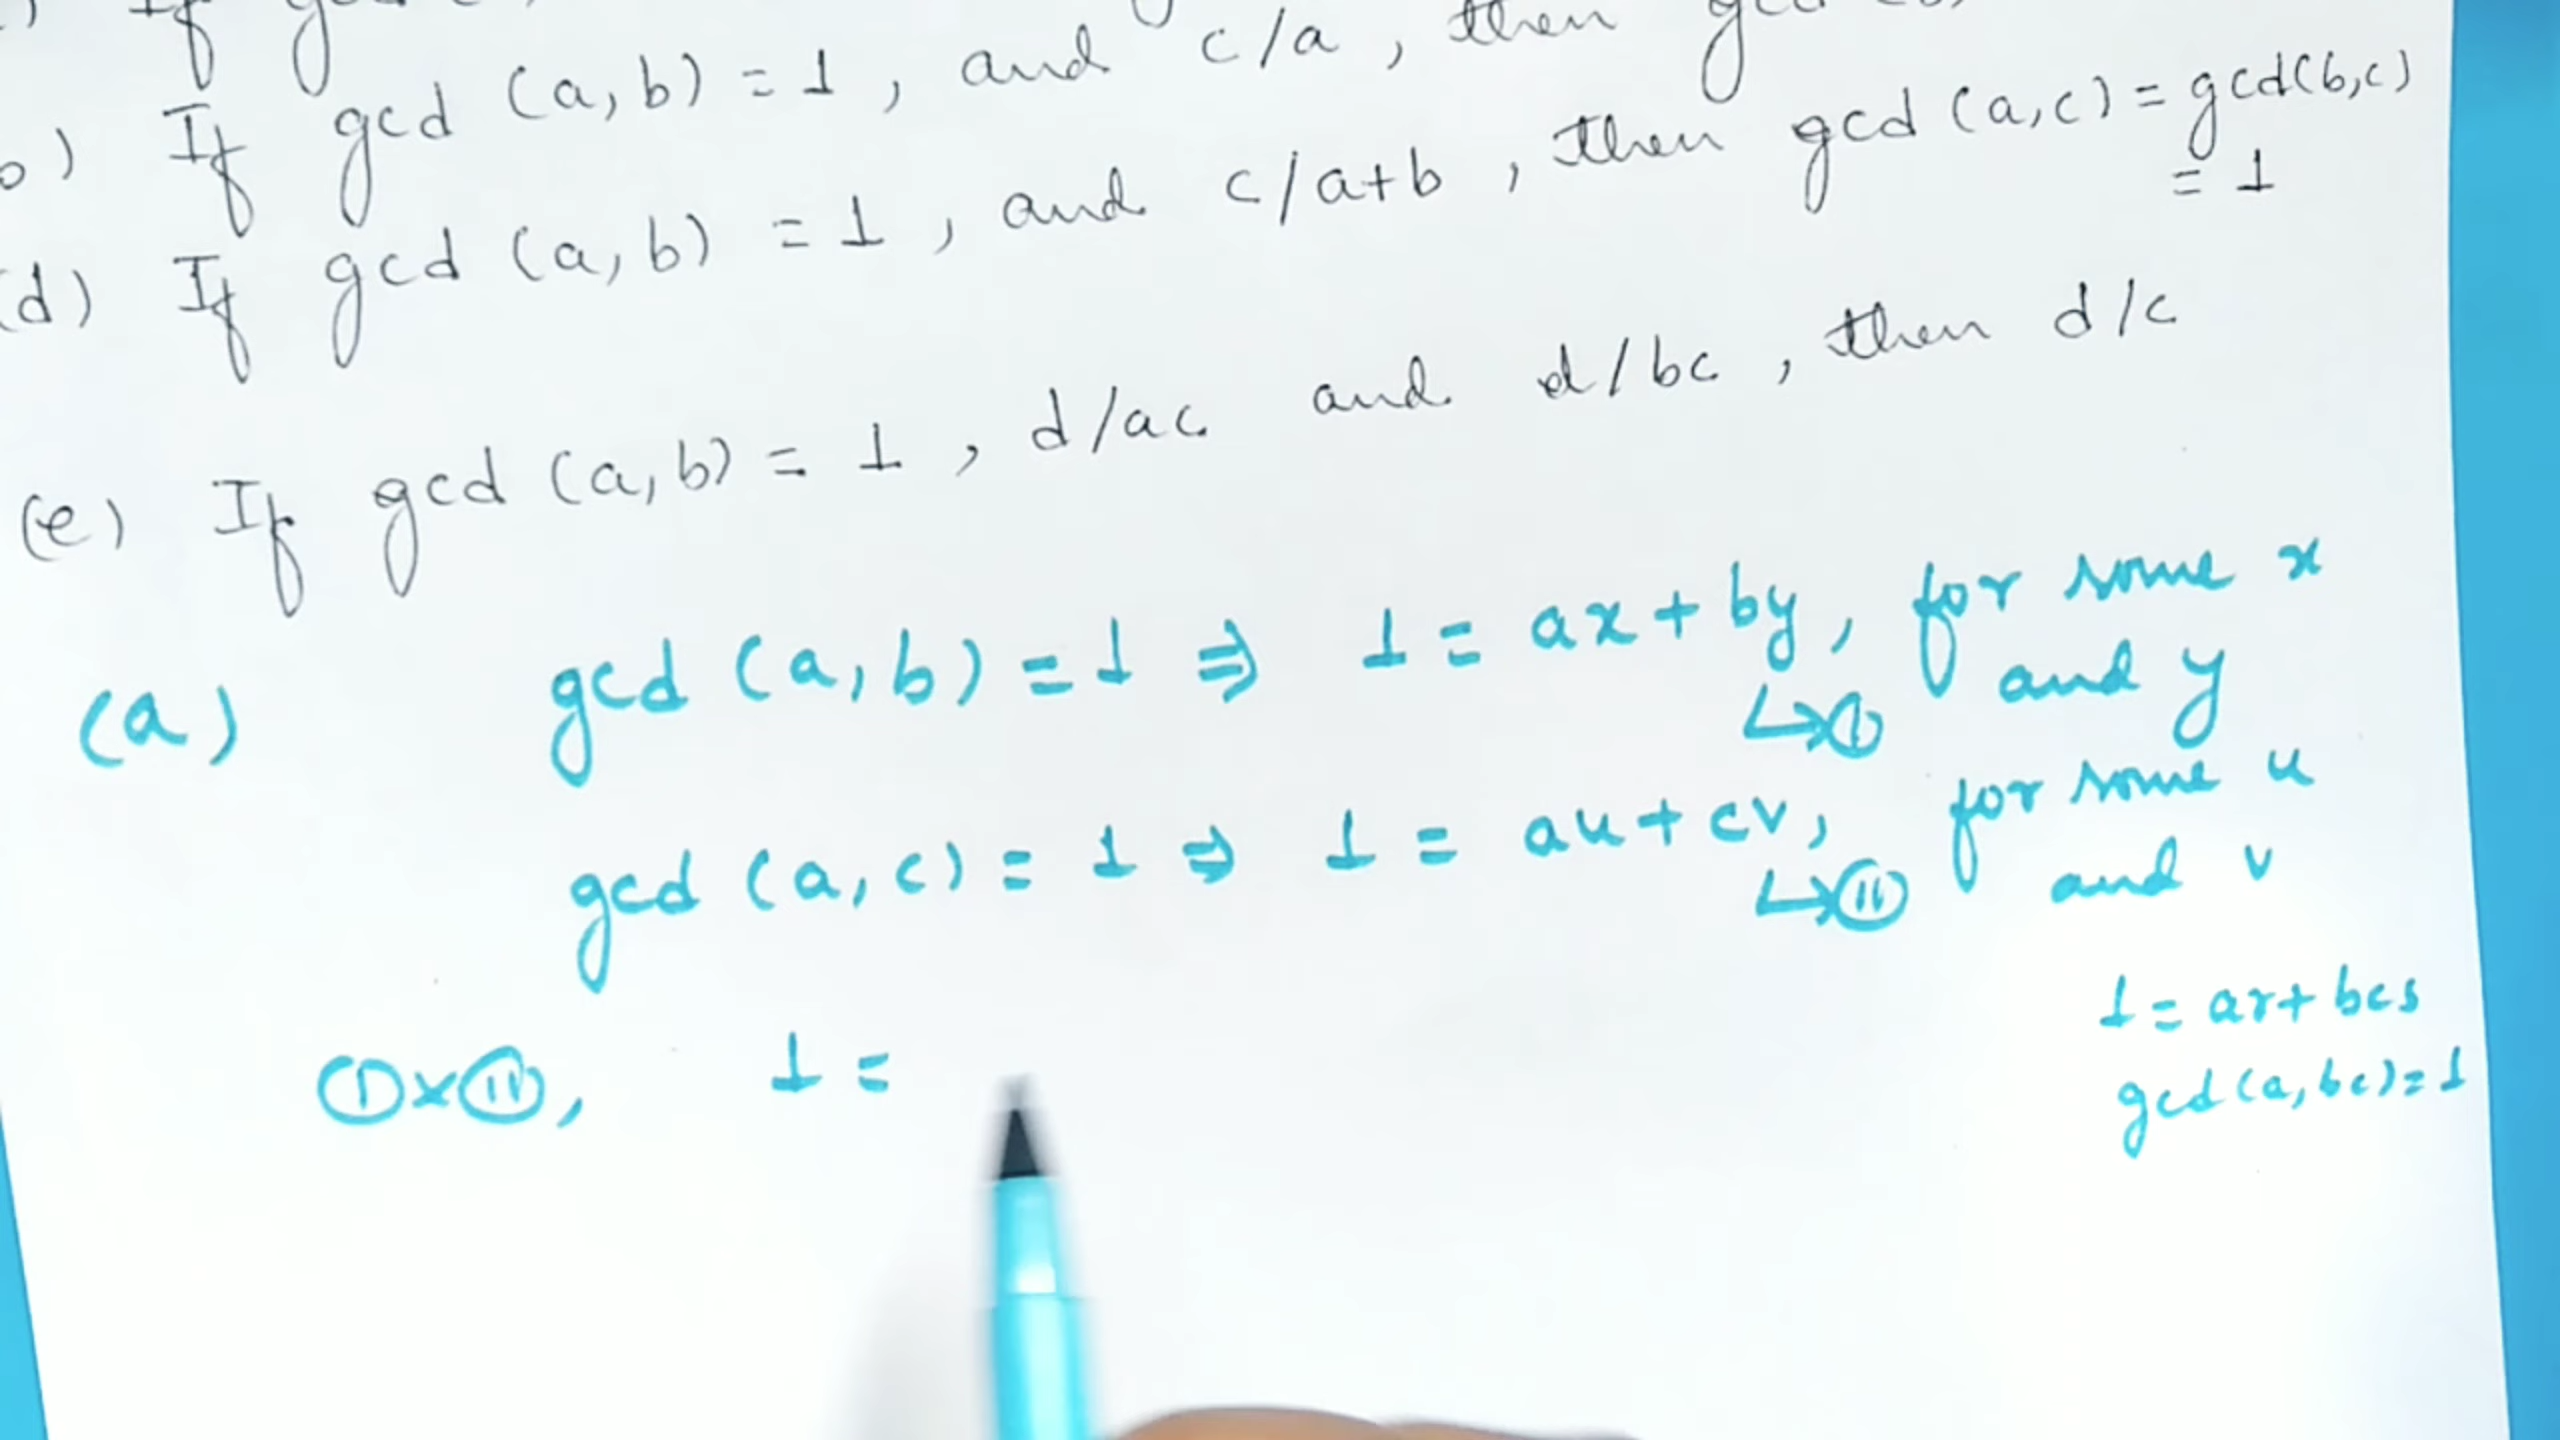 If
If gcd (a,b) = 1, and c/a, then
(d) If gcd (a,b) = 1, and c/a+b, then gcd (a,c) = gcd(b,c)
= 1
(e) If gcd (a,b) = 1, d/ac and d/bc, then d/c
(a) gcd (a,b) = 1 ⇒ 1 = ax + by, for some x
↳(I) and y
gcd (a,c) = 1 ⇒ 1 = au + cv, for some u
↳(II) and v
1 = ar + bcs
(I)×(II), 1 =
gcd(a,bc)=1